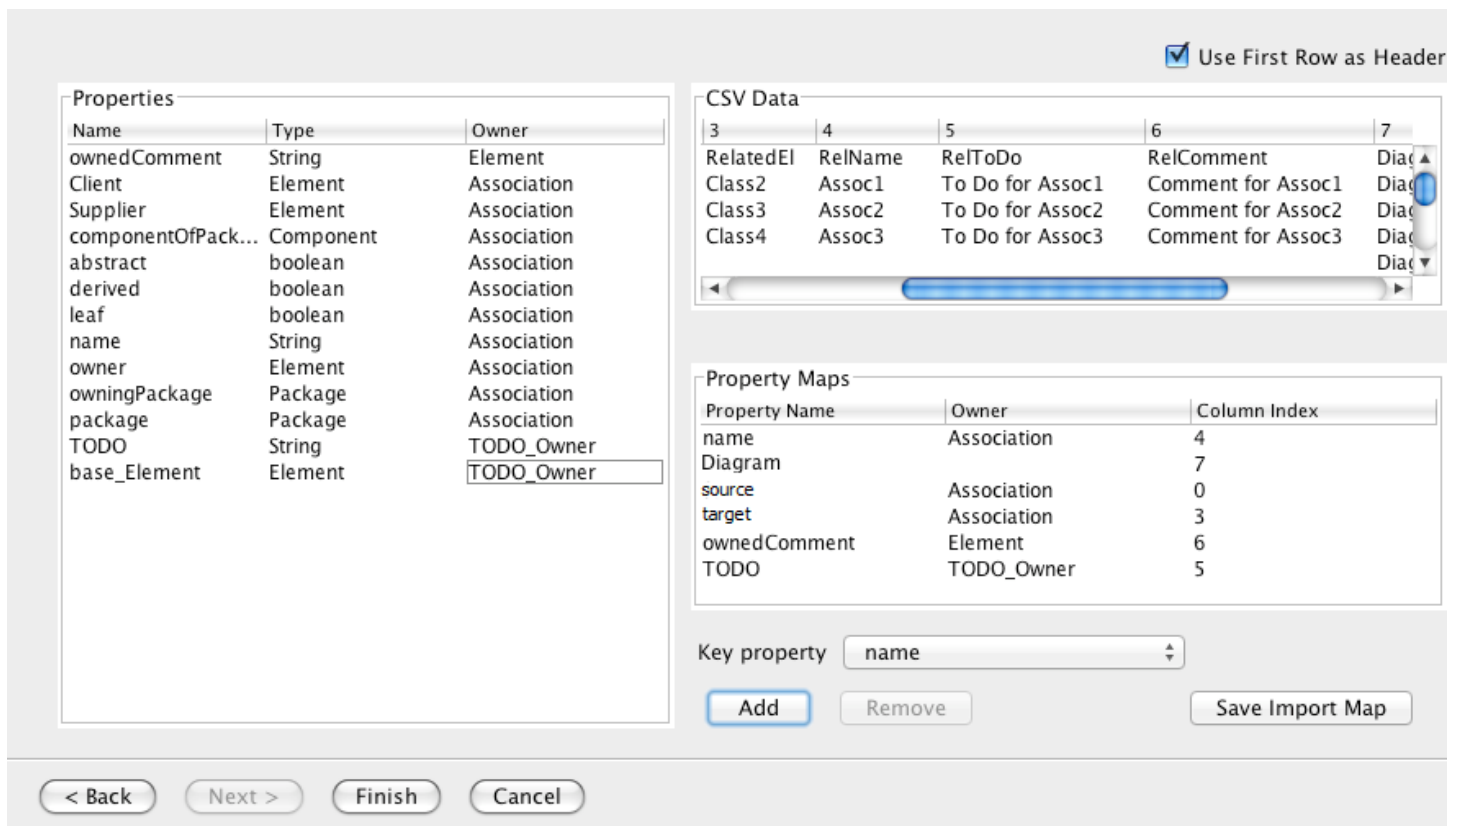 Use First Row as Header
Properties
Name Type Owner
ownedComment String Element
Client Element Association
Supplier Element Association
componentOfPack... Component Association
abstract boolean Association
derived boolean Association
leaf boolean Association
name String Association
owner Element Association
owningPackage Package Association
package Package Association
TODO String TODO_Owner
base_Element Element TODO_Owner
CSV Data
3 4 5 6 7
RelatedEl RelName RelToDo RelComment Diag
Class2 Assoc1 To Do for Assoc1 Comment for Assoc1 Diag
Class3 Assoc2 To Do for Assoc2 Comment for Assoc2 Diag
Class4 Assoc3 To Do for Assoc3 Comment for Assoc3 Diag
Diag
Property Maps
Property Name Owner Column Index
name Association 4
Diagram 7
source Association 0
target Association 3
ownedComment Element 6
TODO TODO_Owner 5
Key property name
Add Remove Save Import Map
< Back Next > Finish Cancel